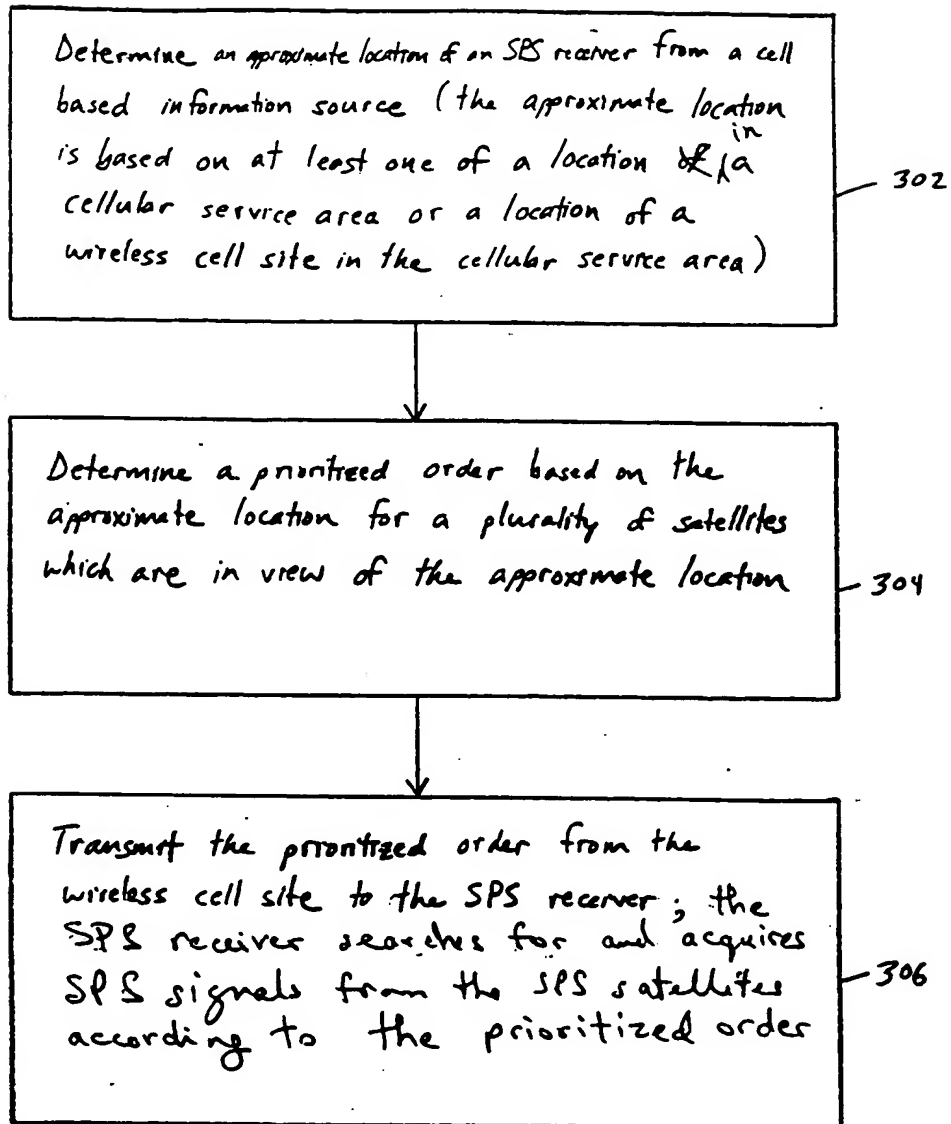 Determine an approximate location of an SPS receiver from a cell
based information source (the approximate location
is based on at least one of a location in a
cellular service area or a location of a
wireless cell site in the cellular service area)
302
Determine a prioritized order based on the
approximate location for a plurality of satellites
which are in view of the approximate location
304
Transmit the prioritized order from the
wireless cell site to the SPS receiver; the
SPS receiver searches for and acquires
SPS signals from the SPS satellites
according to the prioritized order
306